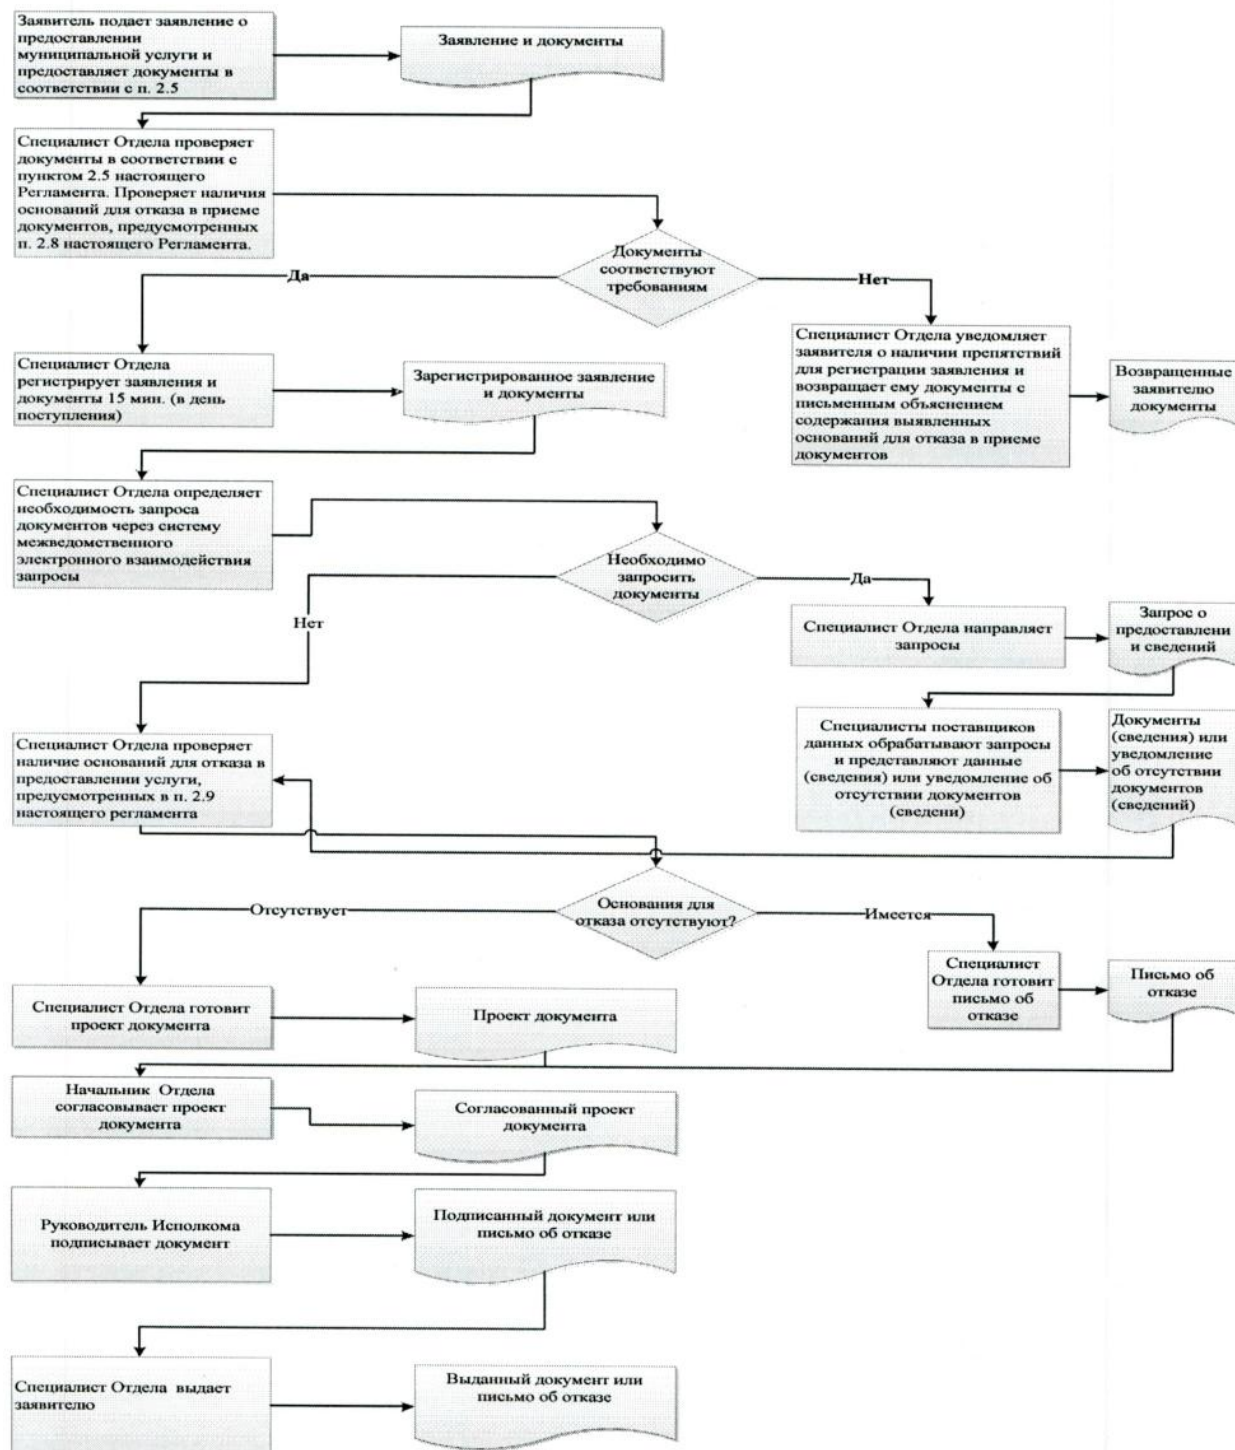 Заявитель подает заявление о
предоставлении
муниципальной услуги и
предоставляет документы в
соответствии с п. 2.5
Заявление и документы
Специалист Отдела проверяет
документы в соответствии с
пунктом 2.5 настоящего
Регламента. Проверяет наличия
оснований для отказа в приеме
документов, предусмотренных
п. 2.8 настоящего Регламента.
Документы
соответствуют
требованиям
Да
Нет
Специалист Отдела
регистрирует заявления и
документы 15 мин. (в день
поступления)
Зарегистрированное заявление
и документы
Специалист Отдела уведомляет
заявителя о наличии препятствий
для регистрации заявления и
возвращает ему документы с
письменным объяснением
содержания выявленных
оснований для отказа в приеме
документов
Возвращенные
заявителю
документы
Специалист Отдела определяет
необходимость запроса
документов через систему
межведомственного
электронного взаимодействия
запросы
Необходимо
запросить
документы
Да
Нет
Специалист Отдела направляет
запросы
Запрос о
предоставлени
и сведений
Специалист Отдела проверяет
наличие оснований для отказа в
предоставлении услуги,
предусмотренных в п. 2.9
настоящего регламента
Специалисты поставщиков
данных обрабатывают запросы
и представляют данные
(сведения) или уведомление об
отсутствии документов
(сведени)
Документы
(сведения) или
уведомление
об отсутствии
документов
(сведений)
Основания для
отказа отсутствуют?
Отсутствует
Имеется
Специалист
Отдела готовит
письмо об
отказе
Письмо об
отказе
Специалист Отдела готовит
проект документа
Проект документа
Начальник Отдела
согласовывает проект
документа
Согласованный проект
документа
Руководитель Исполкома
подписывает документ
Подписанный документ или
письмо об отказе
Специалист Отдела выдает
заявителю
Выданный документ или
письмо об отказе